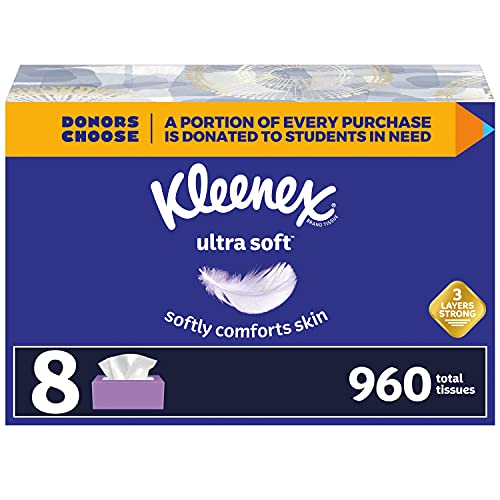 DONORS CHOOSE
A PORTION OF EVERY PURCHASE
IS DONATED TO STUDENTS IN NEED
Kleenex
BRAND TISSUE
ultra soft™
softly comforts skin
3
LAYERS
STRONG
8
960 total tissues